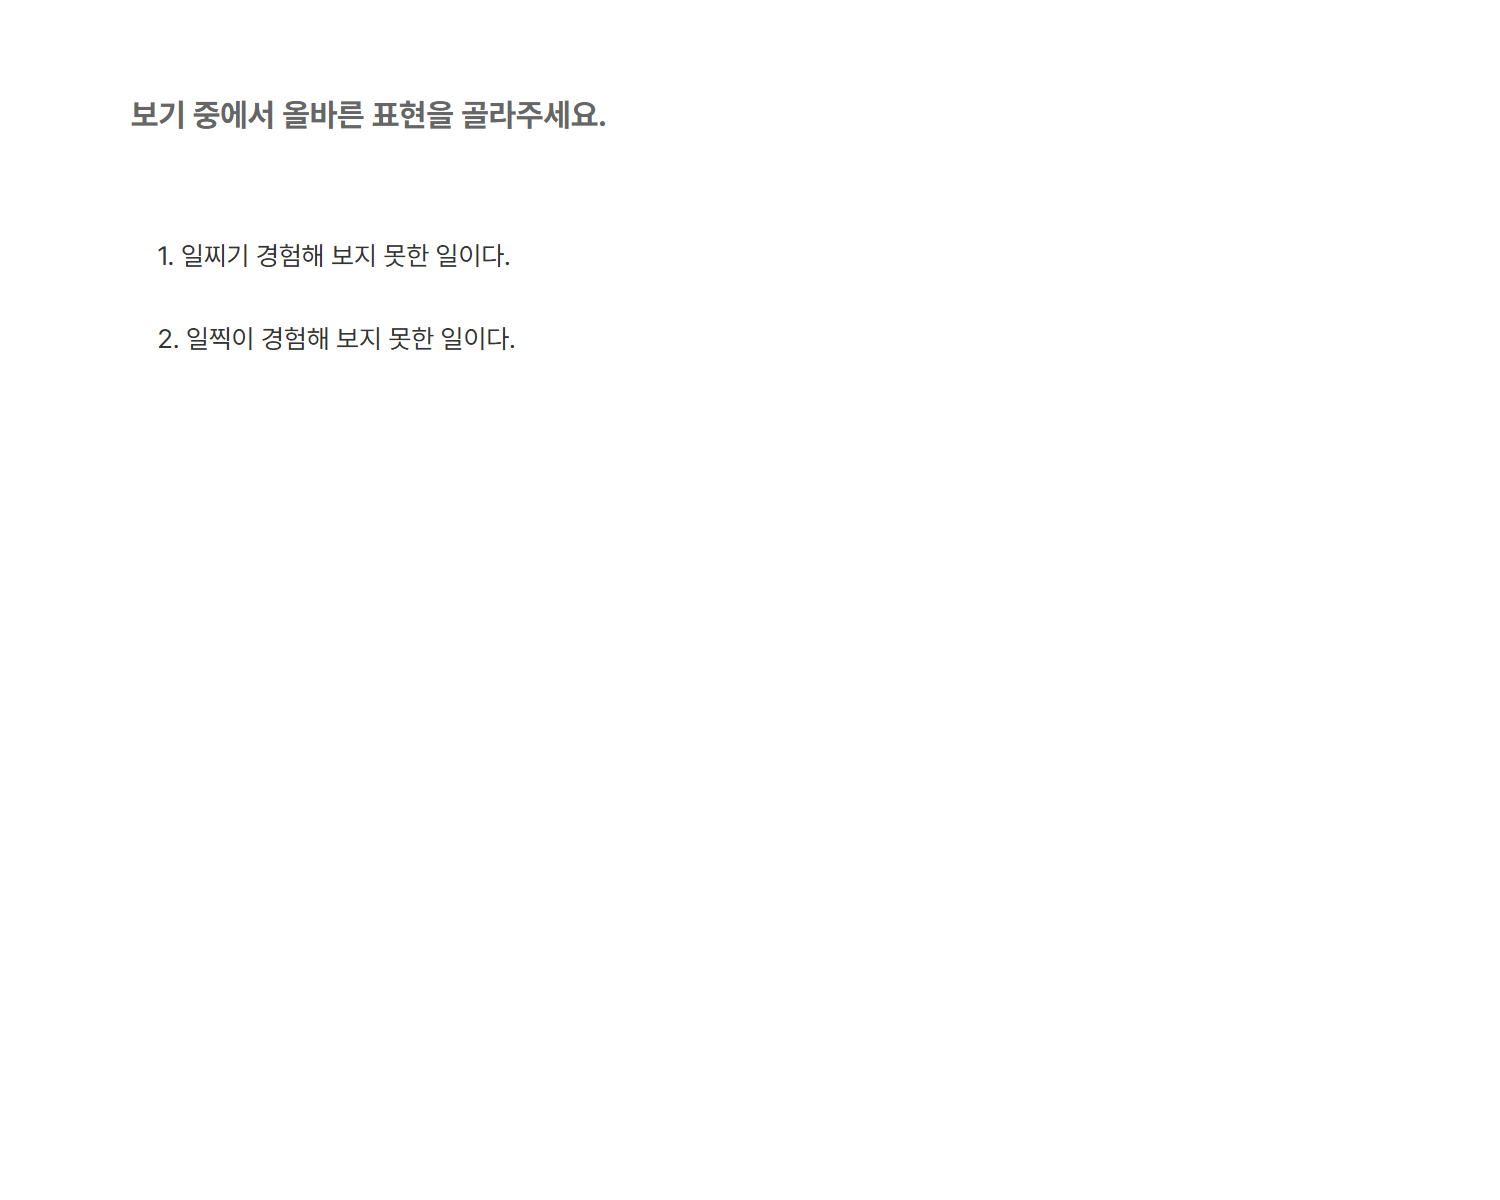 보기 중에서 올바른 표현을 골라주세요.
1. 일찌기 경험해 보지 못한 일이다.
2. 일찍이 경험해 보지 못한 일이다.